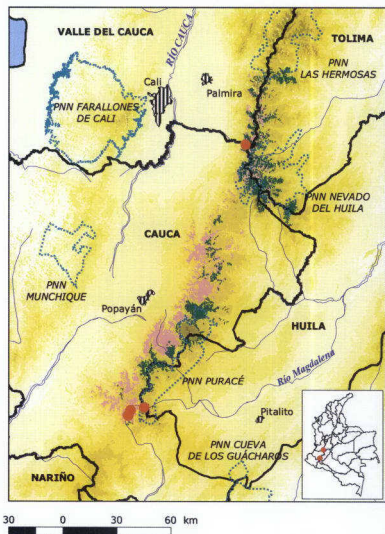 VALLE DEL CAUCA
RÍO CAUCA
TOLIMA
PNN
LAS HERMOSAS
Cali
Palmira
PNN FARALLONES
DE CALI
PNN NEVADO
DEL HUILA
CAUCA
PNN
MUNCHIQUE
Popayán
HUILA
Río Magdalena
PNN PURACÉ
Pitalito
PNN CUEVA
DE LOS GUÁCHAROS
NARIÑO
30 0 30 60 km